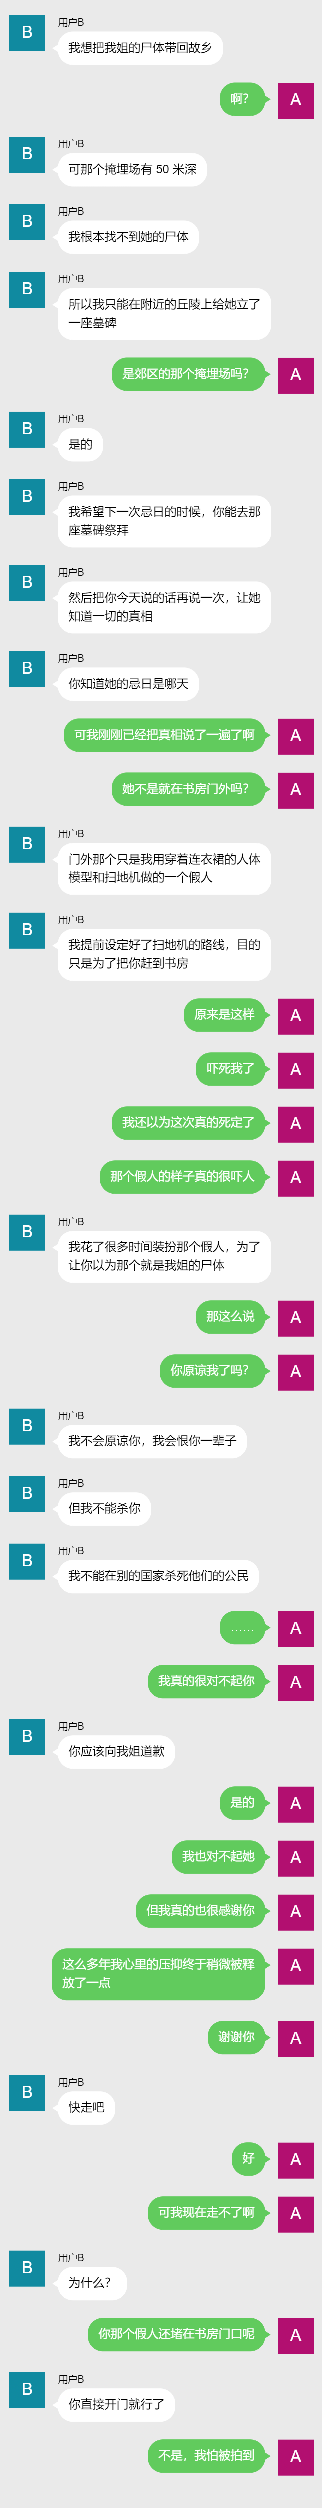 B
用户B
我想把我姐的尸体带回故乡
啊？
A
B
用户B
可那个掩埋场有 50 米深
B
用户B
我根本找不到她的尸体
B
用户B
所以我只能在附近的丘陵上给她立了
一座墓碑
是郊区的那个掩埋场吗？
A
B
用户B
是的
B
用户B
我希望下一次忌日的时候，你能去那
座墓碑祭拜
B
用户B
然后把你今天说的话再说一次，让她
知道一切的真相
B
用户B
你知道她的忌日是哪天
可我刚刚已经把真相说了一遍了啊
A
她不是就在书房门外吗？
A
B
用户B
门外那个只是我用穿着连衣裙的人体
模型和扫地机做的一个假人
B
用户B
我提前设定好了扫地机的路线，目的
只是为了把你赶到书房
原来是这样
A
吓死我了
A
我还以为这次真的死定了
A
那个假人的样子真的很吓人
A
B
用户B
我花了很多时间装扮那个假人，为了
让你以为那个就是我姐的尸体
那这么说
A
你原谅我了吗？
A
B
用户B
我不会原谅你，我会恨你一辈子
B
用户B
但我不能杀你
B
用户B
我不能在别的国家杀死他们的公民
……
A
我真的很对不起你
A
B
用户B
你应该向我姐道歉
是的
A
我也对不起她
A
但我真的也很感谢你
A
这么多年我心里的压抑终于稍微被释
放了一点
A
谢谢你
A
B
用户B
快走吧
好
A
可我现在走不了啊
A
B
用户B
为什么？
你那个假人还堵在书房门口呢
A
B
用户B
你直接开门就行了
不是，我怕被拍到
A